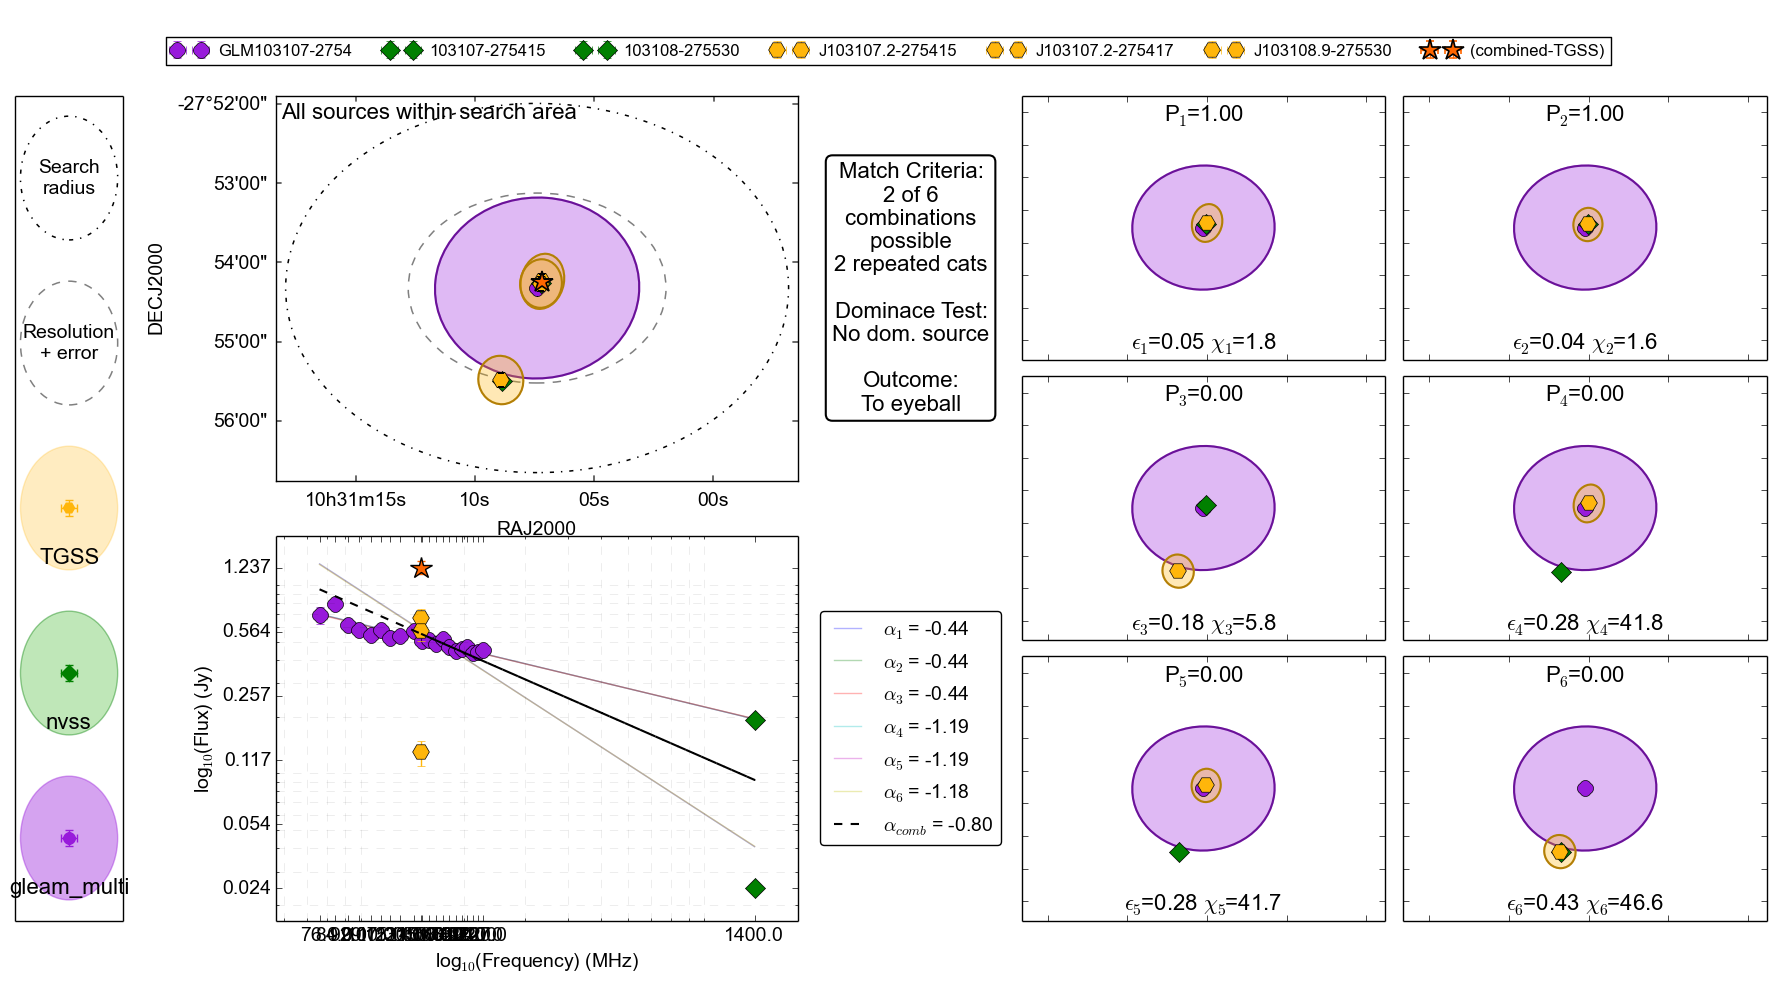 GLM103107-2754 103107-275415 103108-275530 J103107.2-275415 J103107.2-275417 J103108.9-275530 (combined-TGSS)
Search
radius
Resolution
+ error
TGSS
nvss
gleam_multi
All sources within search area
-27°52'00"
53'00"
54'00"
55'00"
56'00"
DECJ2000
10h31m15s 10s 05s 00s
RAJ2000
Match Criteria:
2 of 6
combinations
possible
2 repeated cats
Dominace Test:
No dom. source
Outcome:
To eyeball
P1=1.00
ϵ1=0.05 χ1=1.8
P2=1.00
ϵ2=0.04 χ2=1.6
P3=0.00
ϵ3=0.18 χ3=5.8
P4=0.00
ϵ4=0.28 χ4=41.8
P5=0.00
ϵ5=0.28 χ5=41.7
P6=0.00
ϵ6=0.43 χ6=46.6
1.237
0.564
0.257
0.117
0.054
0.024
log10(Flux) (Jy)
1400.0
log10(Frequency) (MHz)
α1 = -0.44
α2 = -0.44
α3 = -0.44
α4 = -1.19
α5 = -1.19
α6 = -1.18
αcomb = -0.80